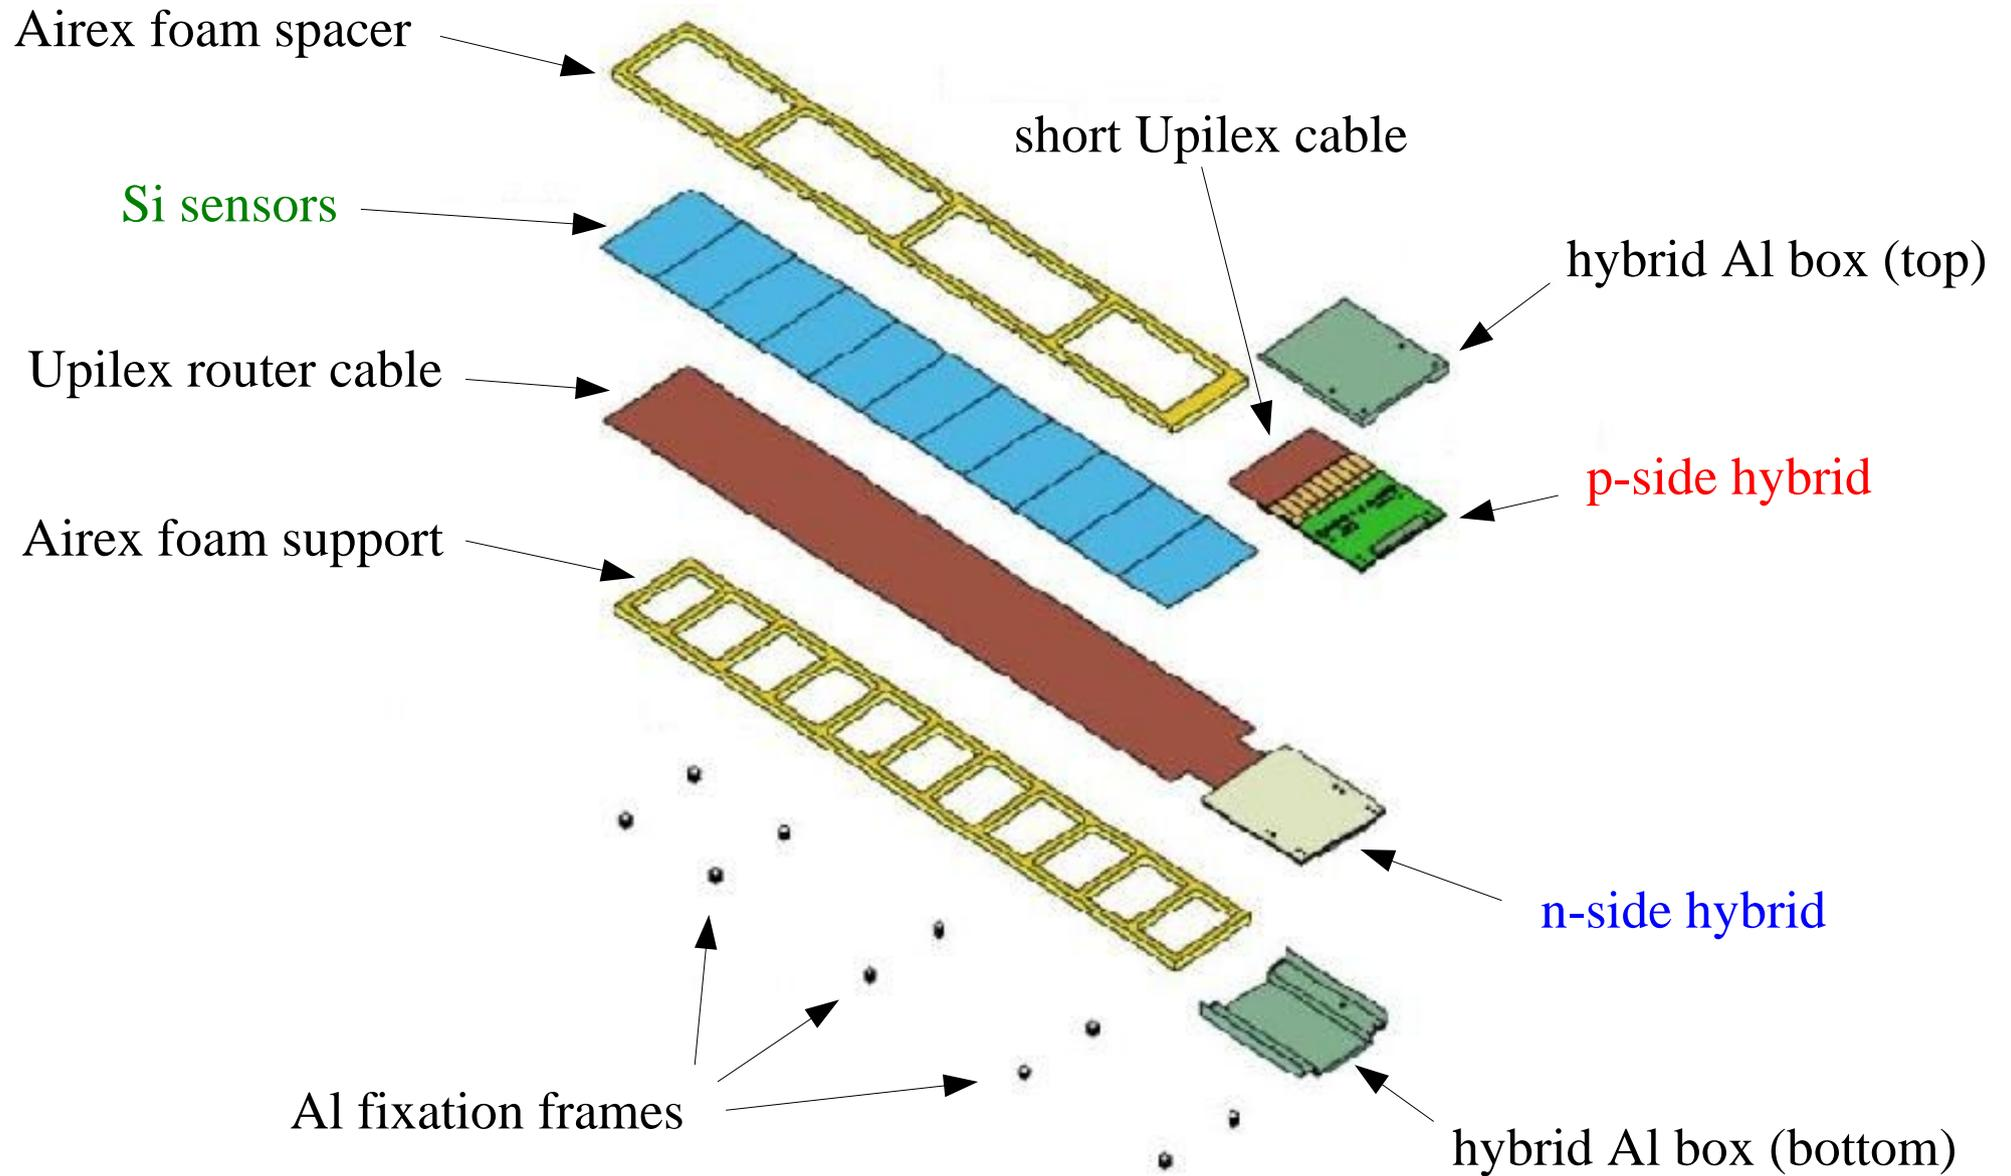 Airex foam spacer
short Upilex cable
Si sensors
hybrid Al box (top)
Upilex router cable
p-side hybrid
Airex foam support
n-side hybrid
Al fixation frames
hybrid Al box (bottom)